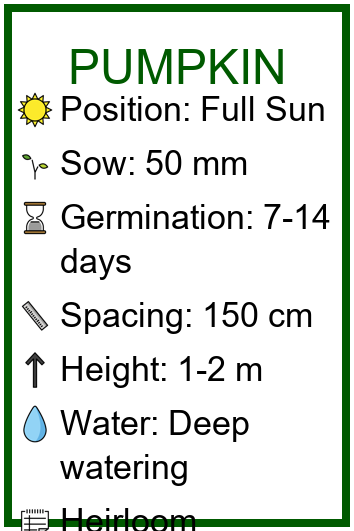 PUMPKIN
Position: Full Sun
Sow: 50 mm
Germination: 7-14
days
Spacing: 150 cm
Height: 1-2 m
Water: Deep
watering
Heirloom